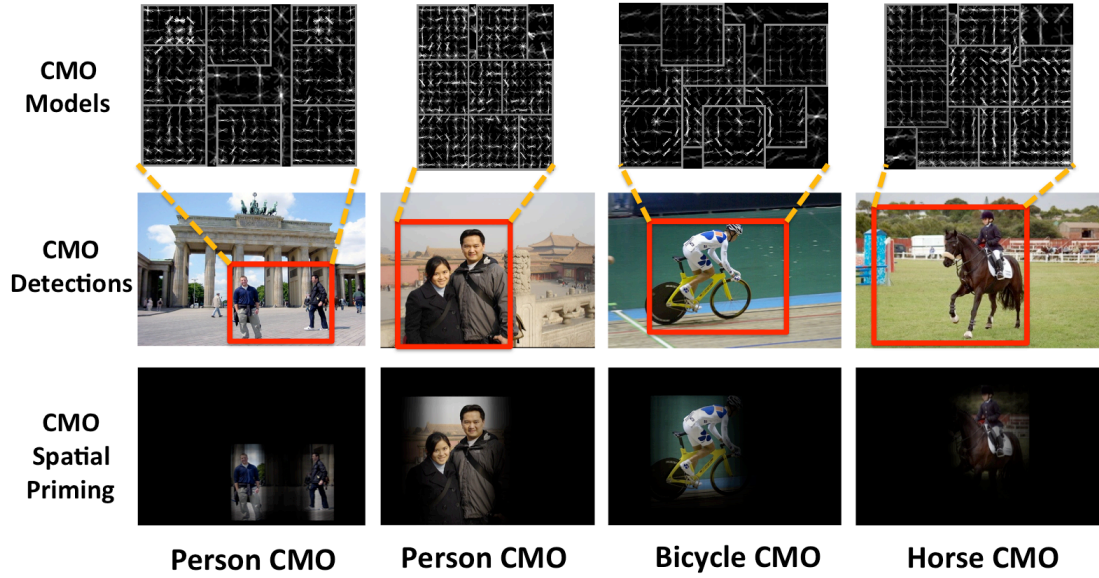 CMO
Models
CMO
Detections
CMO
Spatial
Priming
Person CMO
Person CMO
Bicycle CMO
Horse CMO